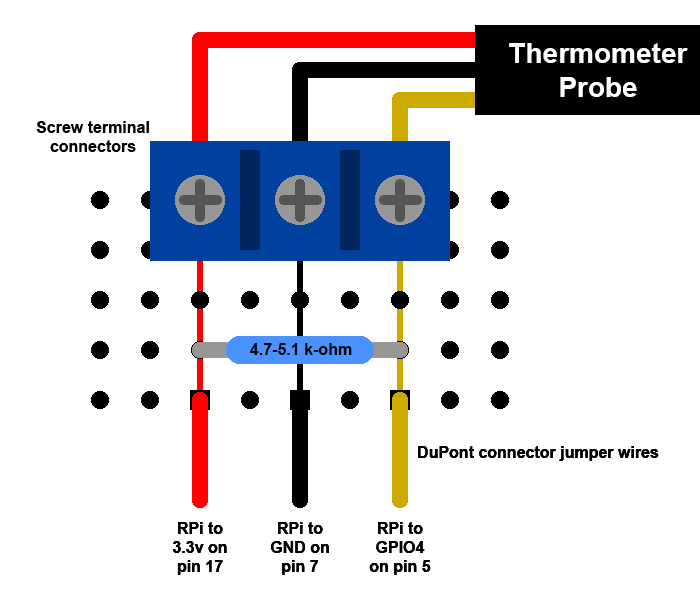 Thermometer
Probe
Screw terminal
connectors
4.7-5.1 k-ohm
DuPont connector jumper wires
RPi to
3.3v on
pin 17
RPi to
GND on
pin 7
RPi to
GPIO4
on pin 5